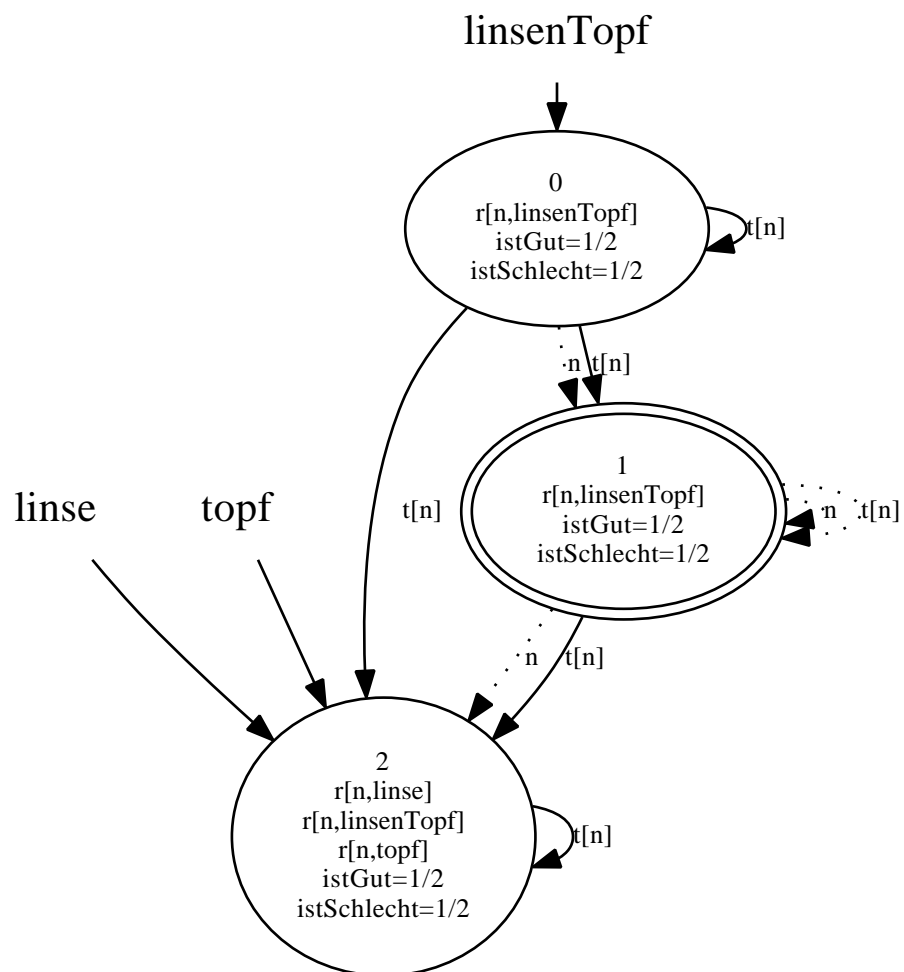 linsenTopf
0
r[n,linsenTopf]
istGut=1/2
istSchlecht=1/2
t[n]
n
t[n]
1
r[n,linsenTopf]
istGut=1/2
istSchlecht=1/2
n
t[n]
linse
topf
t[n]
n
t[n]
2
r[n,linse]
r[n,linsenTopf]
r[n,topf]
istGut=1/2
istSchlecht=1/2
t[n]